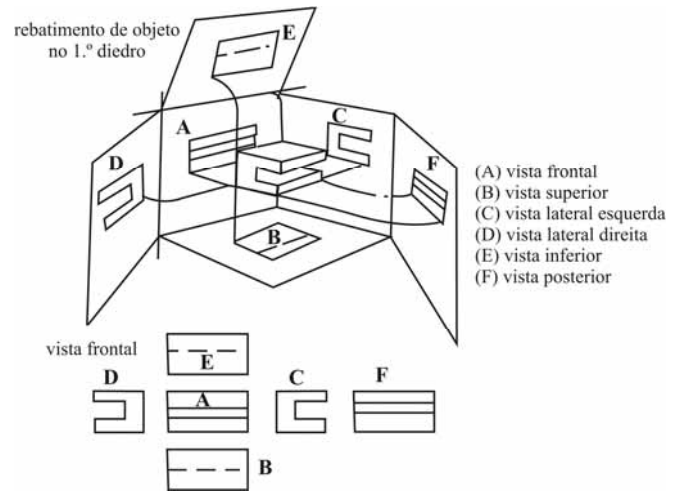 rebatimento de objeto
no 1.º diedro
E
A
C
D
F
B
(A) vista frontal
(B) vista superior
(C) vista lateral esquerda
(D) vista lateral direita
(E) vista inferior
(F) vista posterior
vista frontal
E
D
A
C
F
B